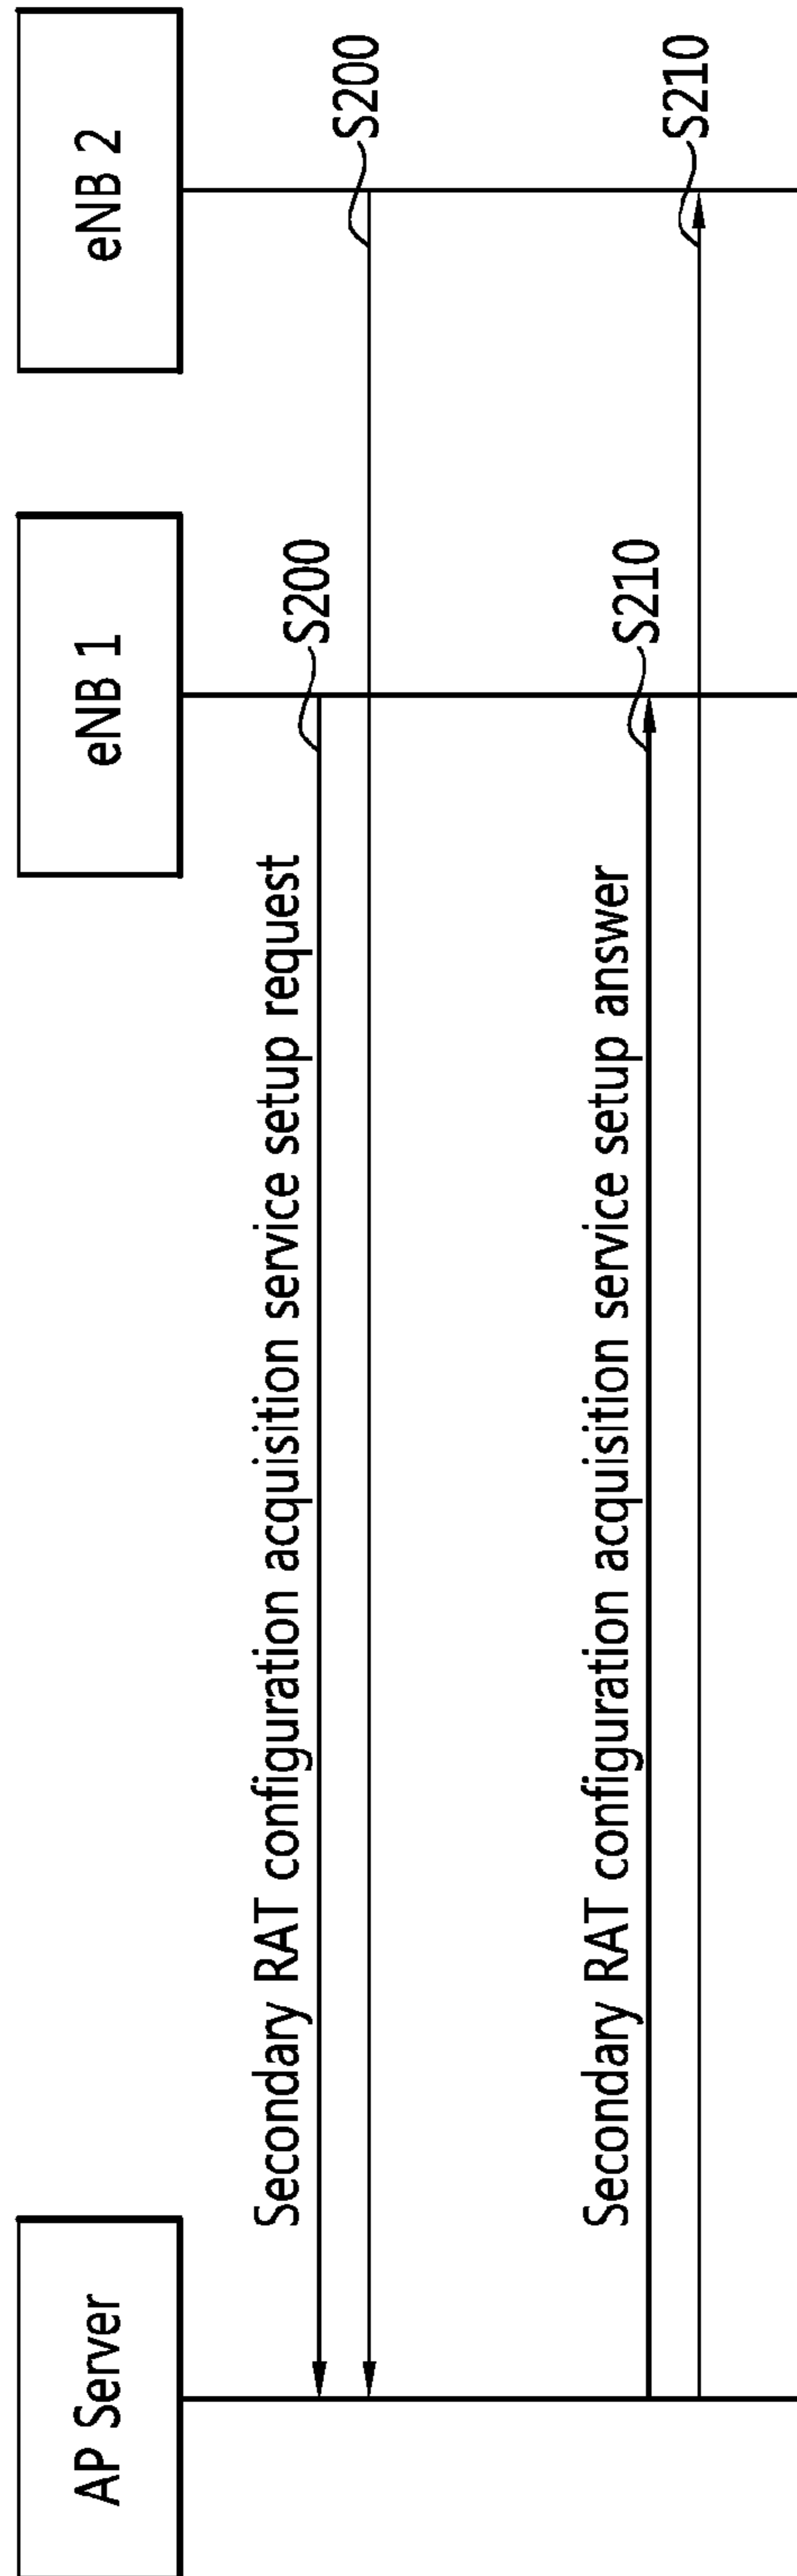 AP Server
eNB 1
eNB 2
Secondary RAT configuration acquisition service setup request
S200
S200
Secondary RAT configuration acquisition service setup answer
S210
S210